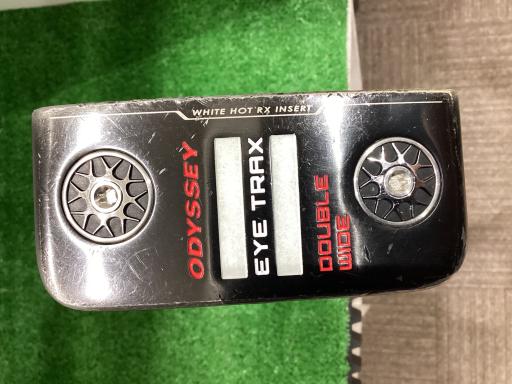 WHITE HOT RX INSERT
ODYSSEY
EYE TRAX
DOUBLE
WIDE